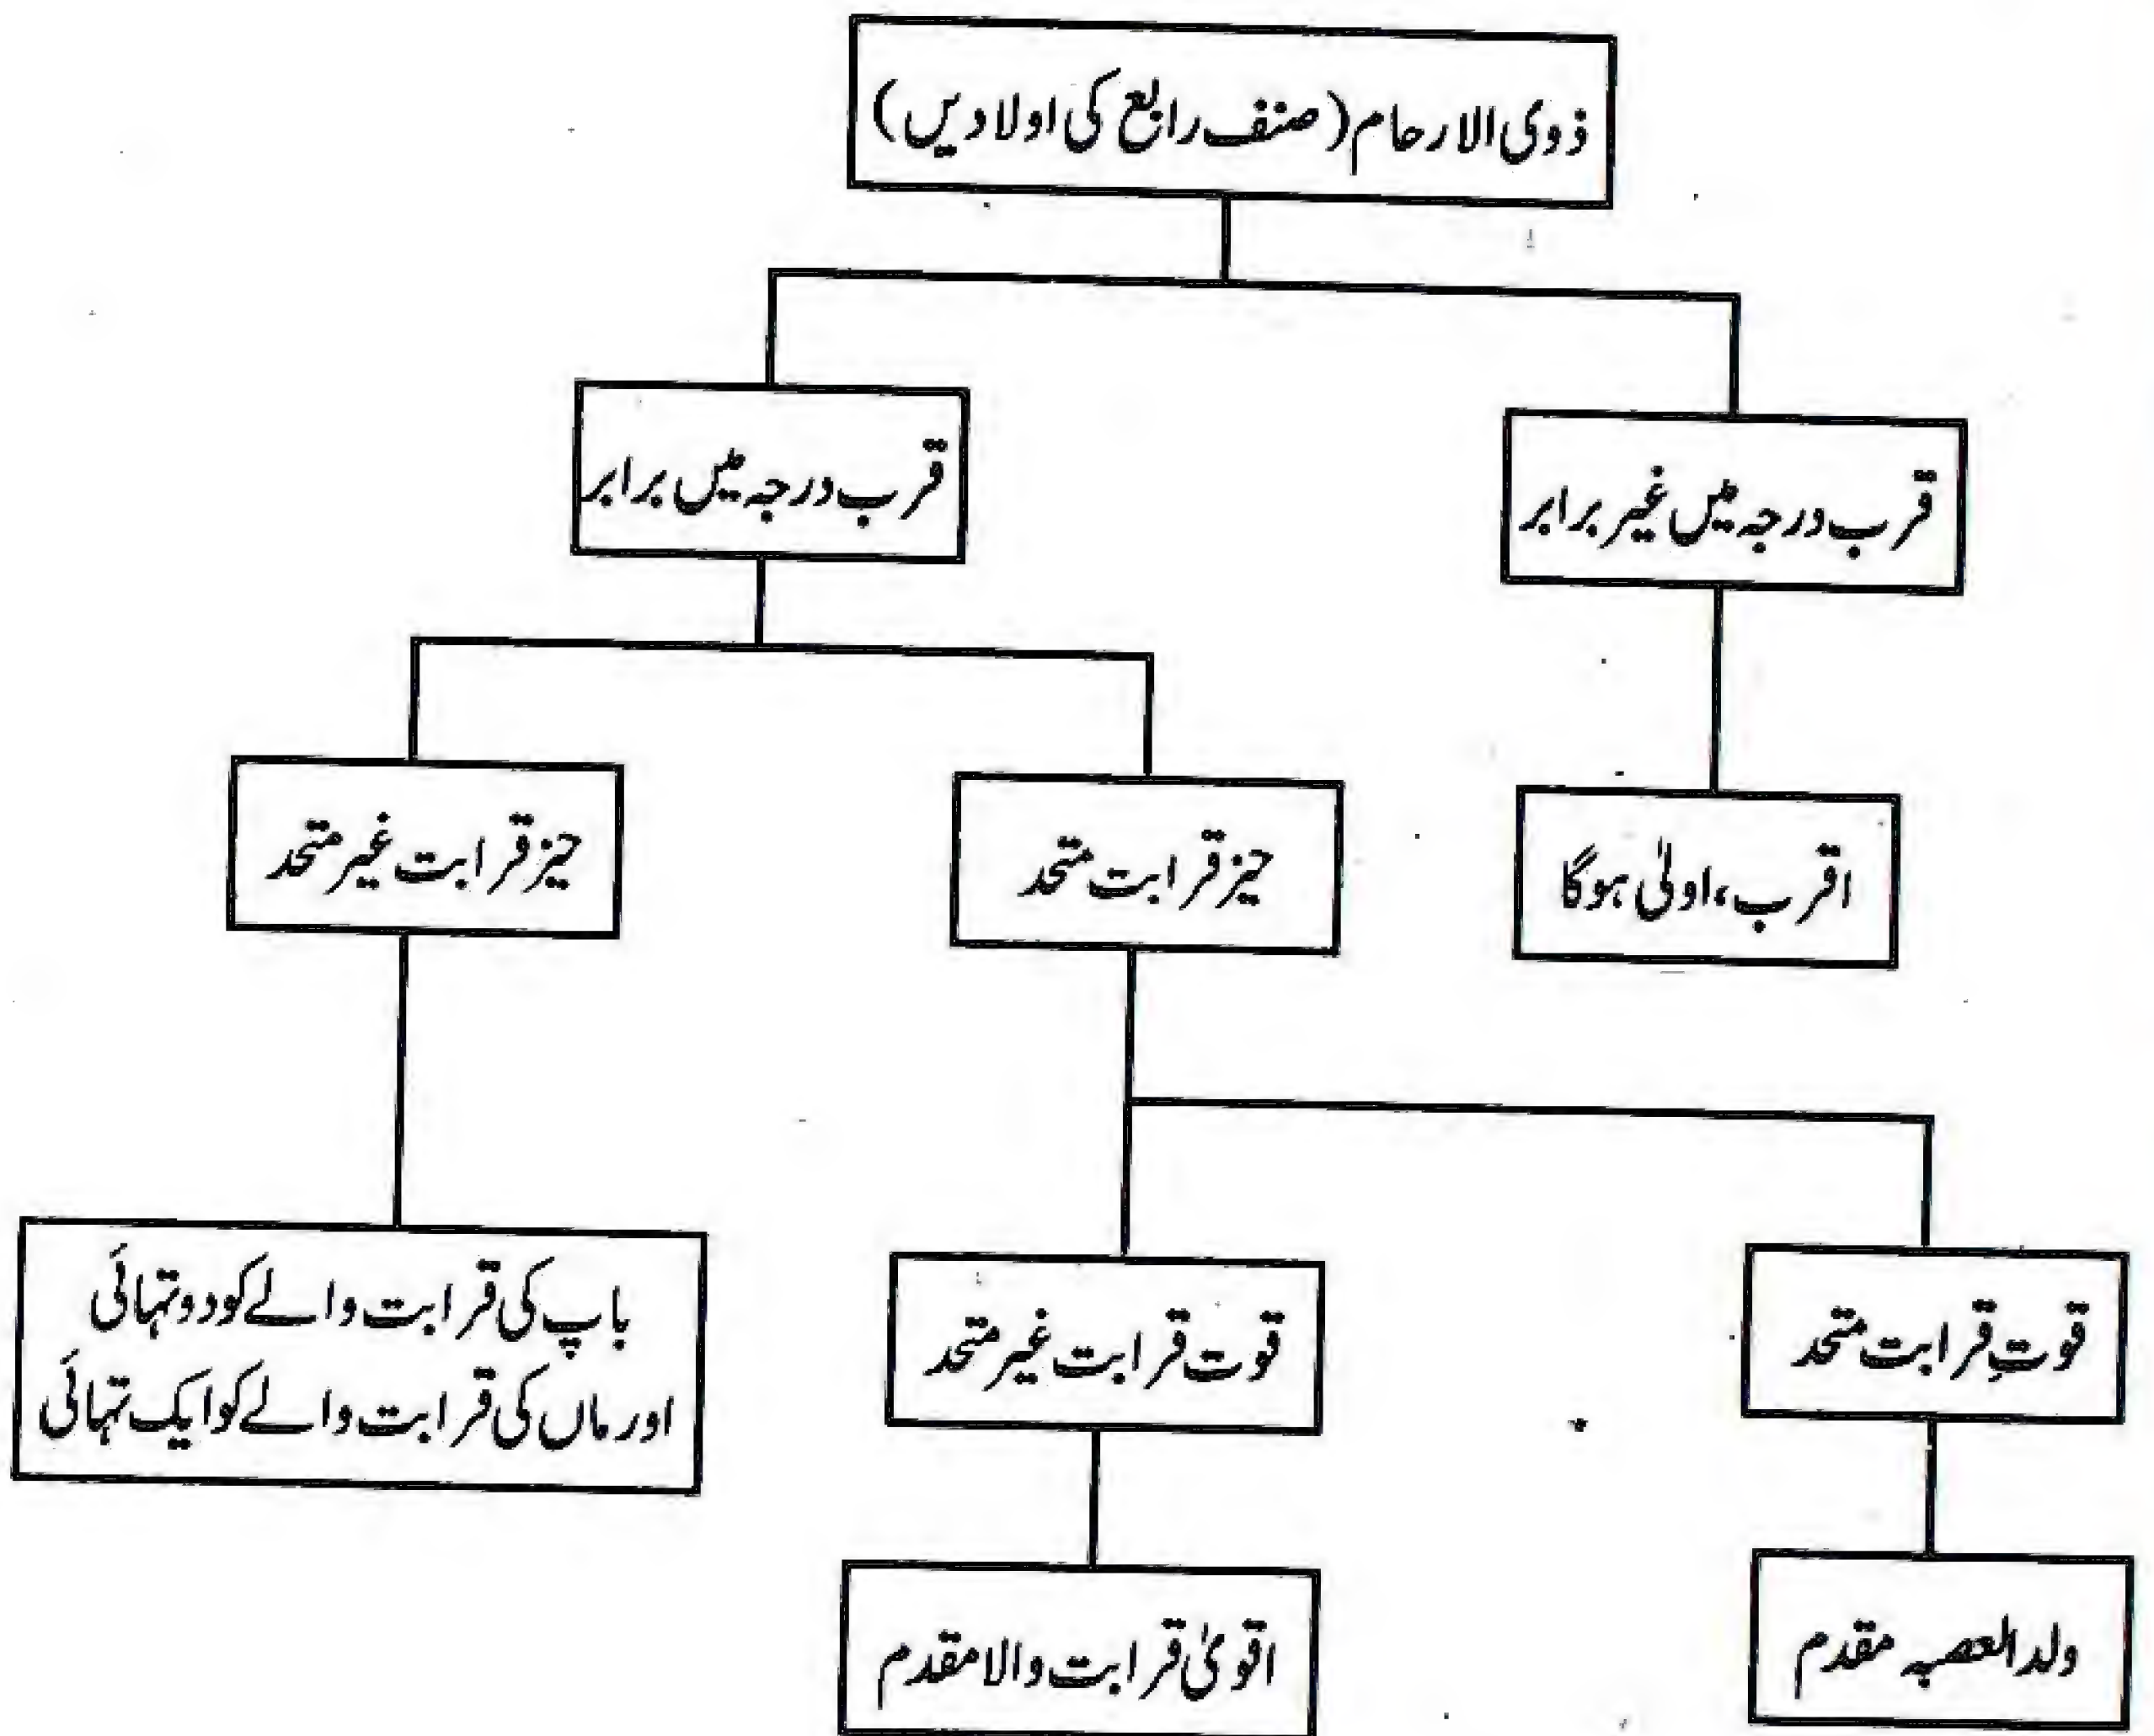 ذوی الارحام (صنف رابع کی اولادیں)
قرب درجہ میں غیر برابر
قرب درجہ میں برابر
اقرب، اولیٰ ہوگا
حیز قرابت متحد
حیز قرابت غیر متحد
قوتِ قرابت متحد
قوت قرابت غیر متحد
باپ کی قرابت والے کو دو تہائی
اور ماں کی قرابت والے کو ایک تہائی
ولد العصبہ مقدم
اقویٰ قرابت والا مقدم